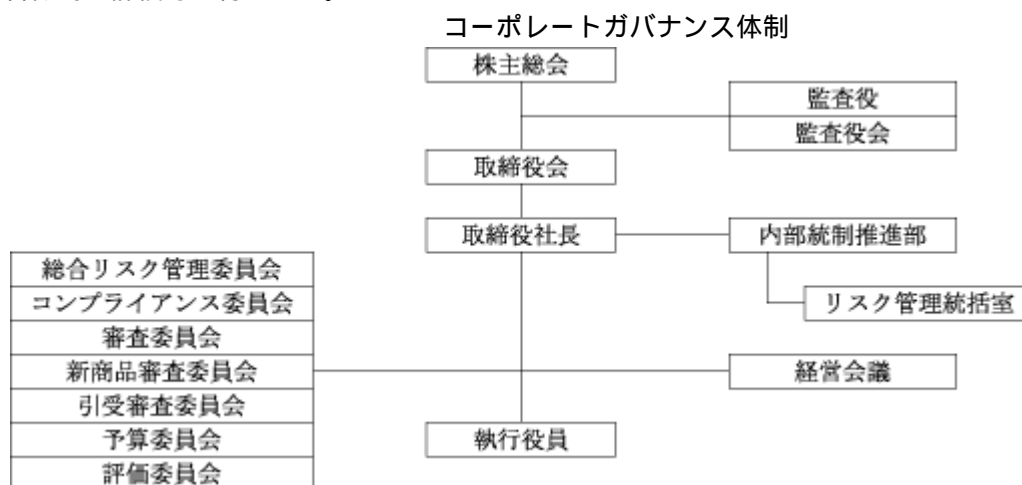 コーポレートガバナンス体制
株主総会
監査役
監査役会
取締役会
取締役社長
内部統制推進部
リスク管理統括室
総合リスク管理委員会
コンプライアンス委員会
審査委員会
新商品審査委員会
引受審査委員会
予算委員会
評価委員会
経営会議
執行役員